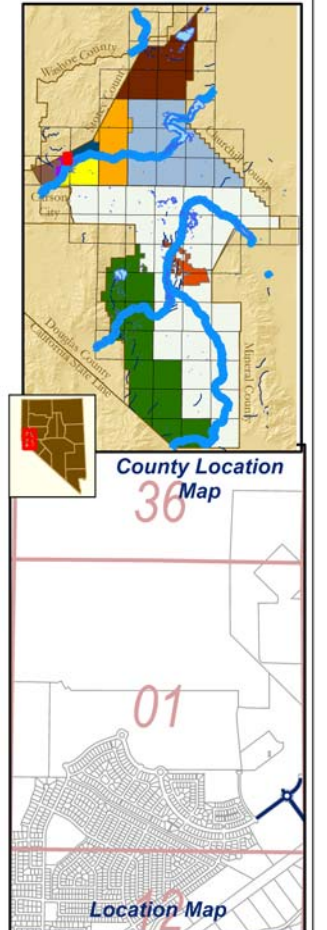 Washoe County
Storey County
Churchill County
Carson
City
Douglas County
California State Line
Mineral County
County Location
Map
36
01
12
Location Map